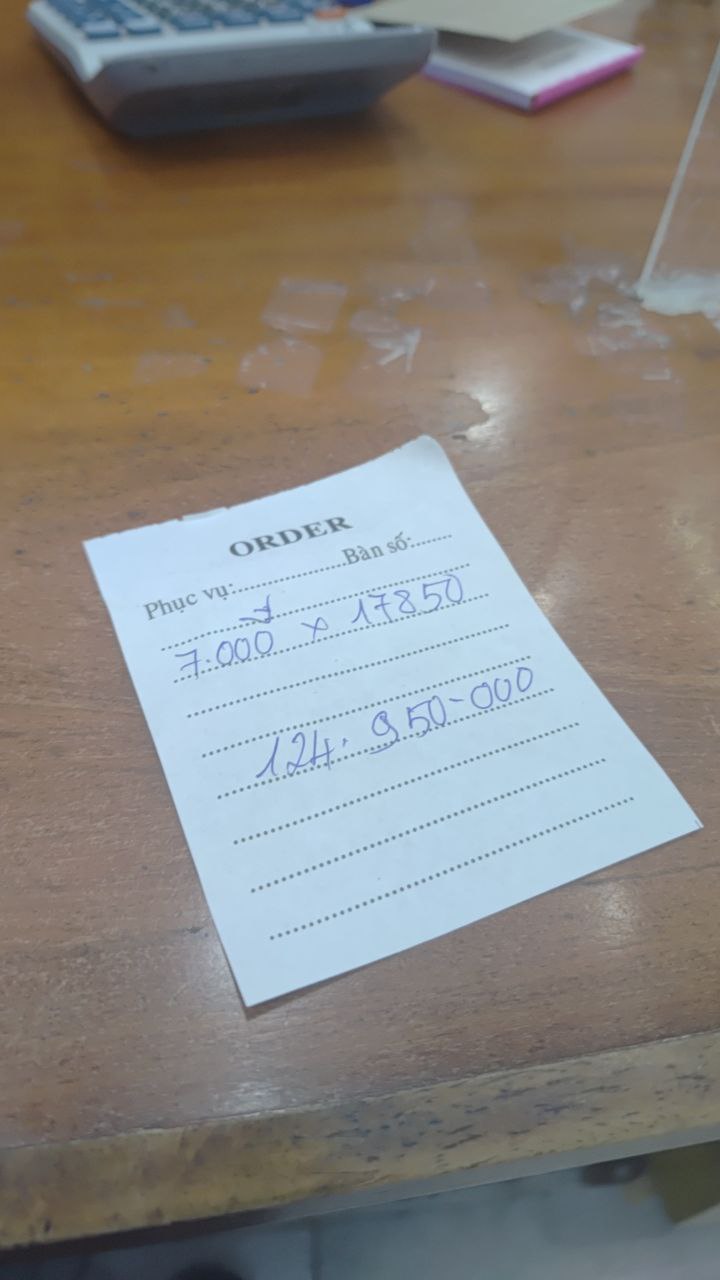 ORDER
Phục vụ:....................Bàn số:.......
7.000 × 17850
124.950-000